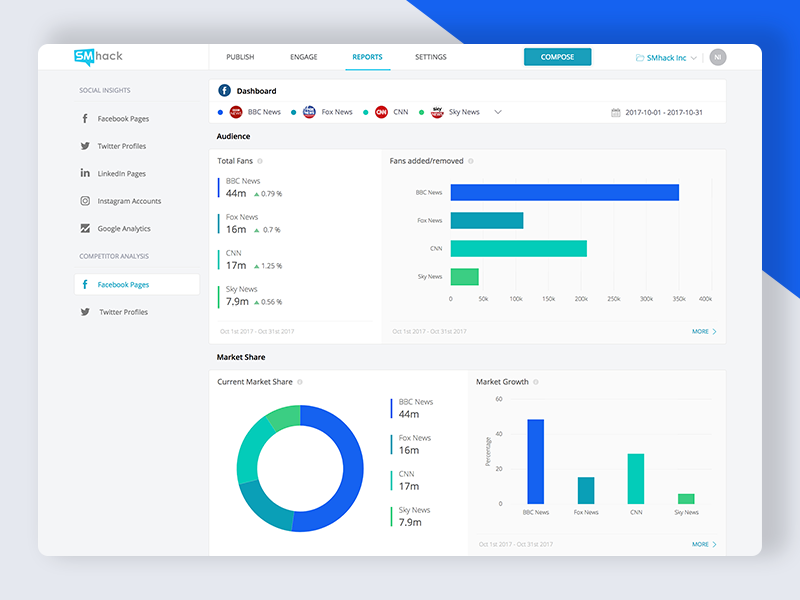 SMhack
PUBLISH ENGAGE REPORTS SETTINGS COMPOSE SMhack Inc NI
SOCIAL INSIGHTS
Facebook Pages
Twitter Profiles
LinkedIn Pages
Instagram Accounts
Google Analytics
COMPETITOR ANALYSIS
Facebook Pages
Twitter Profiles
Dashboard
BBC News Fox News CNN CNN sky news Sky News 2017-10-01 - 2017-10-31
Audience
Total Fans
BBC News
44m 0.79 %
Fox News
16m 0.7 %
CNN
17m 1.25 %
Sky News
7.9m 0.56 %
Oct 1st 2017 - Oct 31st 2017
Fans added/removed
BBC News
Fox News
CNN
Sky News
0 50k 100k 150k 200k 250k 300k 350k 400k
Oct 1st 2017 - Oct 31st 2017 MORE
Market Share
Current Market Share
BBC News
44m
Fox News
16m
CNN
17m
Sky News
7.9m
Market Growth
Percentage
60
40
20
0
BBC News Fox News CNN Sky News
Oct 1st 2017 - Oct 31st 2017 MORE